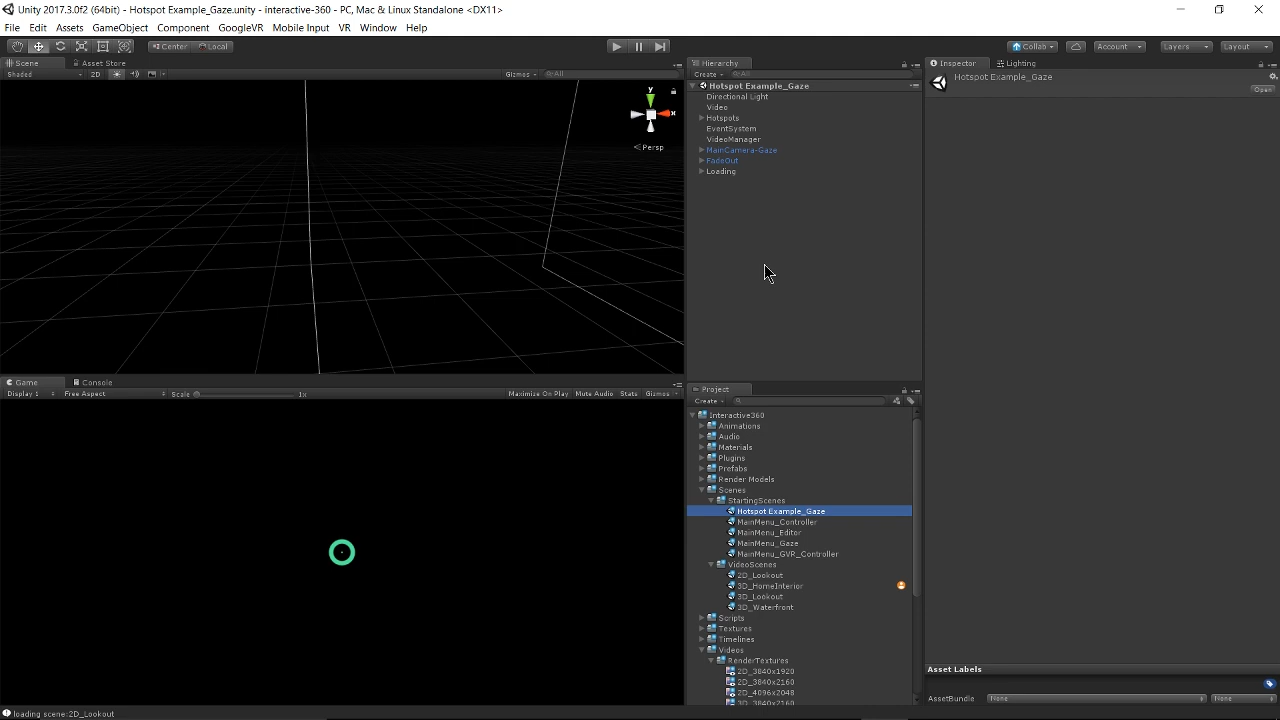 Unity 2017.3.0f2 (64bit) - Hotspot Example_Gaze.unity - interactive-360 - PC, Mac & Linux Standalone <DX11>
File Edit Assets GameObject Component GoogleVR Mobile Input VR Window Help
Center Local Collab Account Layers Layout
Scene Asset Store
Shaded 2D Gizmos All
y
x
Persp
Game Console
Display 1 Free Aspect Scale 1x Maximize On Play Mute Audio Stats Gizmos
Hierarchy
Create All
Hotspot Example_Gaze
Directional Light
Video
Hotspots
EventSystem
VideoManager
MainCamera-Gaze
FadeOut
Loading
Project
Create
Interactive360
Animations
Audio
Materials
Plugins
Prefabs
Render Models
Scenes
StartingScenes
Hotspot Example_Gaze
MainMenu_Controller
MainMenu_Editor
MainMenu_Gaze
MainMenu_GVR_Controller
VideoScenes
2D_Lookout
3D_HomeInterior
3D_Lookout
3D_Waterfront
Scripts
Textures
Timelines
Videos
RenderTextures
2D_3840x1920
2D_3840x2160
2D_4096x2048
3D_3840x2160
Inspector Lighting
Hotspot Example_Gaze
Open
Asset Labels
AssetBundle None None
loading scene:2D_Lookout